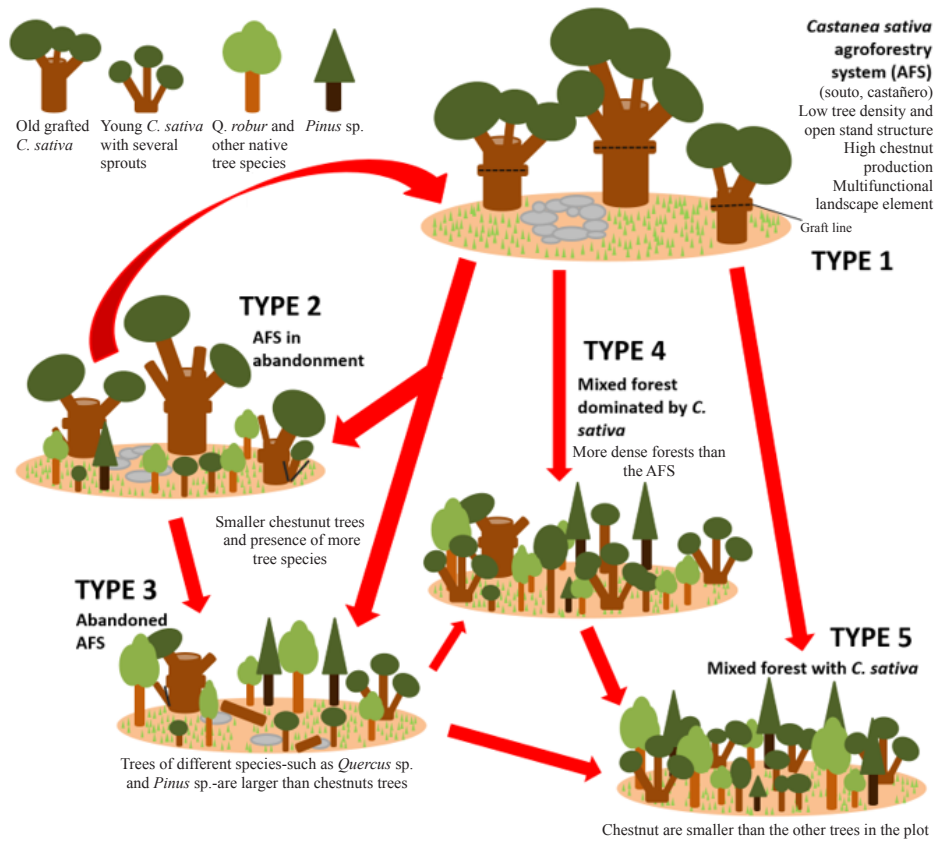 Old grafted
C. sativa
Young C. sativa
with several
sprouts
Q. robur and
other native
tree species
Pinus sp.
Castanea sativa
agroforestry
system (AFS)
(souto, castañero)
Low tree density and
open stand structure
High chestnut
production
Multifunctional
landscape element
Graft line
TYPE 1
TYPE 2
AFS in
abandonment
TYPE 4
Mixed forest
dominated by C.
sativa
More dense forests than
the AFS
Smaller chestunut trees
and presence of more
tree species
TYPE 3
Abandoned
AFS
Trees of different species-such as Quercus sp.
and Pinus sp.-are larger than chestnuts trees
TYPE 5
Mixed forest with C. sativa
Chestnut are smaller than the other trees in the plot